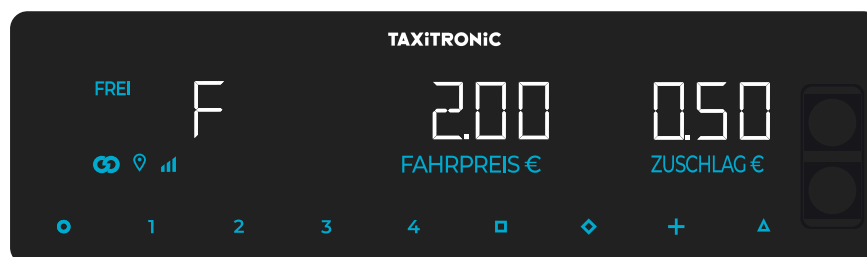 TAXiTRONiC
FREI F 2.00 0.50
FAHRPREIS € ZUSCHLAG €
1 2 3 4